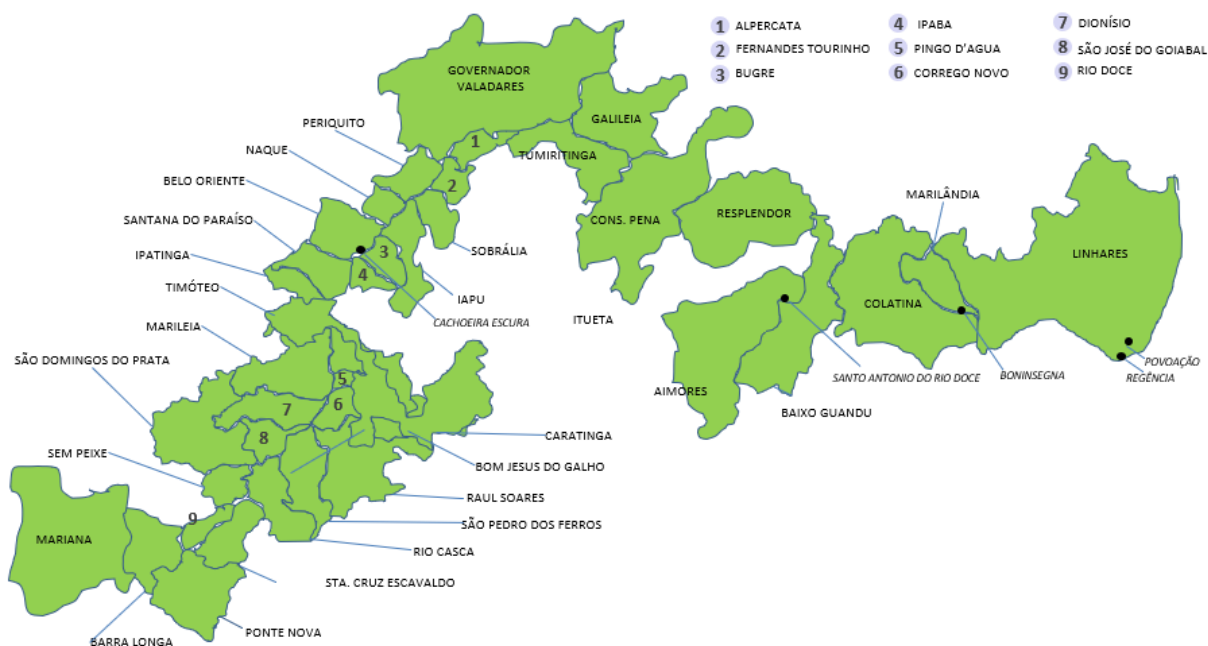 1 ALPERCATA
2 FERNANDES TOURINHO
3 BUGRE
4 IPABA
5 PINGO D'AGUA
6 CORREGO NOVO
7 DIONÍSIO
8 SÃO JOSÉ DO GOIABAL
9 RIO DOCE
GOVERNADOR
VALADARES
PERIQUITO
GALILEIA
1
NAQUE
TUMIRITINGA
BELO ORIENTE
2
SANTANA DO PARAÍSO
CONS. PENA
RESPLENDOR
MARILÂNDIA
IPATINGA
3
SOBRÁLIA
LINHARES
4
TIMÓTEO
IAPU
COLATINA
CACHOEIRA ESCURA
ITUETA
MARILEIA
SÃO DOMINGOS DO PRATA
POVOAÇÃO
SANTO ANTONIO DO RIO DOCE
BONINSEGNA
REGÊNCIA
5
AIMORES
BAIXO GUANDU
6
7
8
CARATINGA
SEM PEIXE
BOM JESUS DO GALHO
RAUL SOARES
9
SÃO PEDRO DOS FERROS
MARIANA
RIO CASCA
STA. CRUZ ESCAVALDO
PONTE NOVA
BARRA LONGA